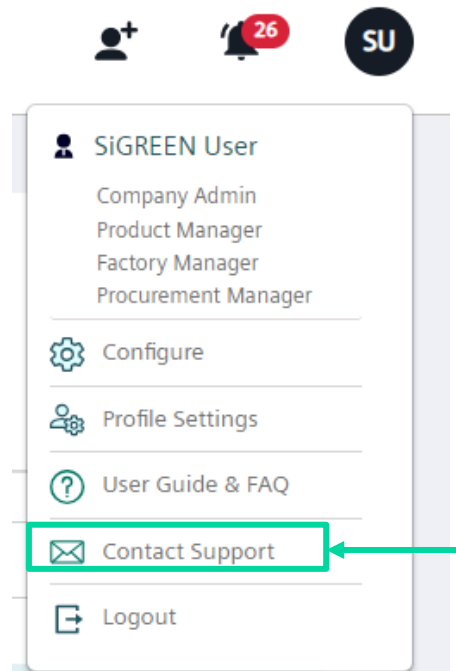 26
SU
SiGREEN User
Company Admin
Product Manager
Factory Manager
Procurement Manager
Configure
Profile Settings
User Guide & FAQ
Contact Support
Logout